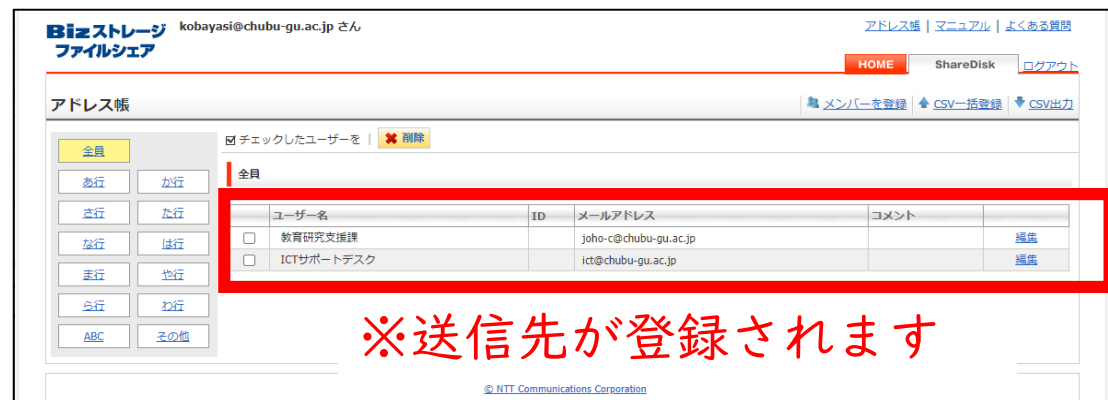 Bizストレージ
ファイルシェア
kobayasi@chubu-gu.ac.jp さん
アドレス帳 | マニュアル | よくある質問
HOME ShareDisk ログアウト
アドレス帳
メンバーを登録 CSV一括登録 CSV出力
チェックしたユーザーを | 削除
全員
あ行 か行
さ行 た行
な行 は行
ま行 や行
ら行 わ行
ABC その他
全員
ユーザー名 ID メールアドレス コメント
教育研究支援課 joho-c@chubu-gu.ac.jp 編集
ICTサポートデスク ict@chubu-gu.ac.jp 編集
※送信先が登録されます
© NTT Communications Corporation